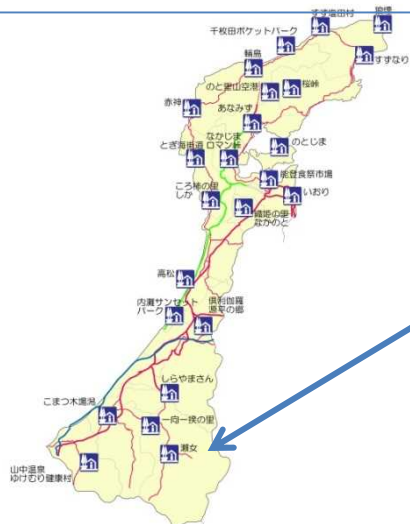 すず塩田村
狼煙
千枚田ポケットパーク
輪島
すずなり
のと里山空港
桜峠
赤神
あなみず
なかじま
ロマン峠
とぎ海街道
のとじま
能登食祭市場
ころ柿の里
しか
いおり
織姫の里
なかのと
高松
内灘サンセット
パーク
倶利伽羅
源平の郷
しらやまさん
こまつ木場潟
一向一揆の里
瀬女
山中温泉
ゆけむり健康村